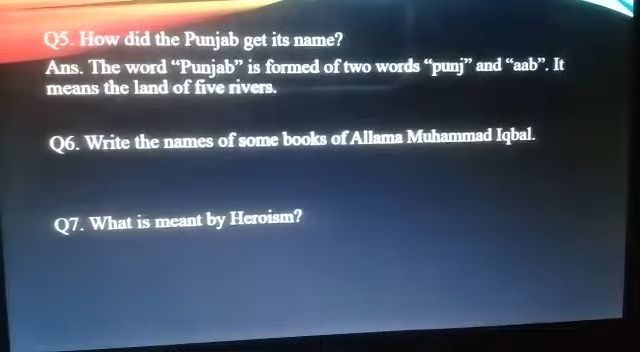 Q5. How did the Punjab get its name?
Ans. The word “Punjab” is formed of two words “punj” and “aab”. It
means the land of five rivers.
Q6. Write the names of some books of Allama Muhammad Iqbal.
Q7. What is meant by Heroism?